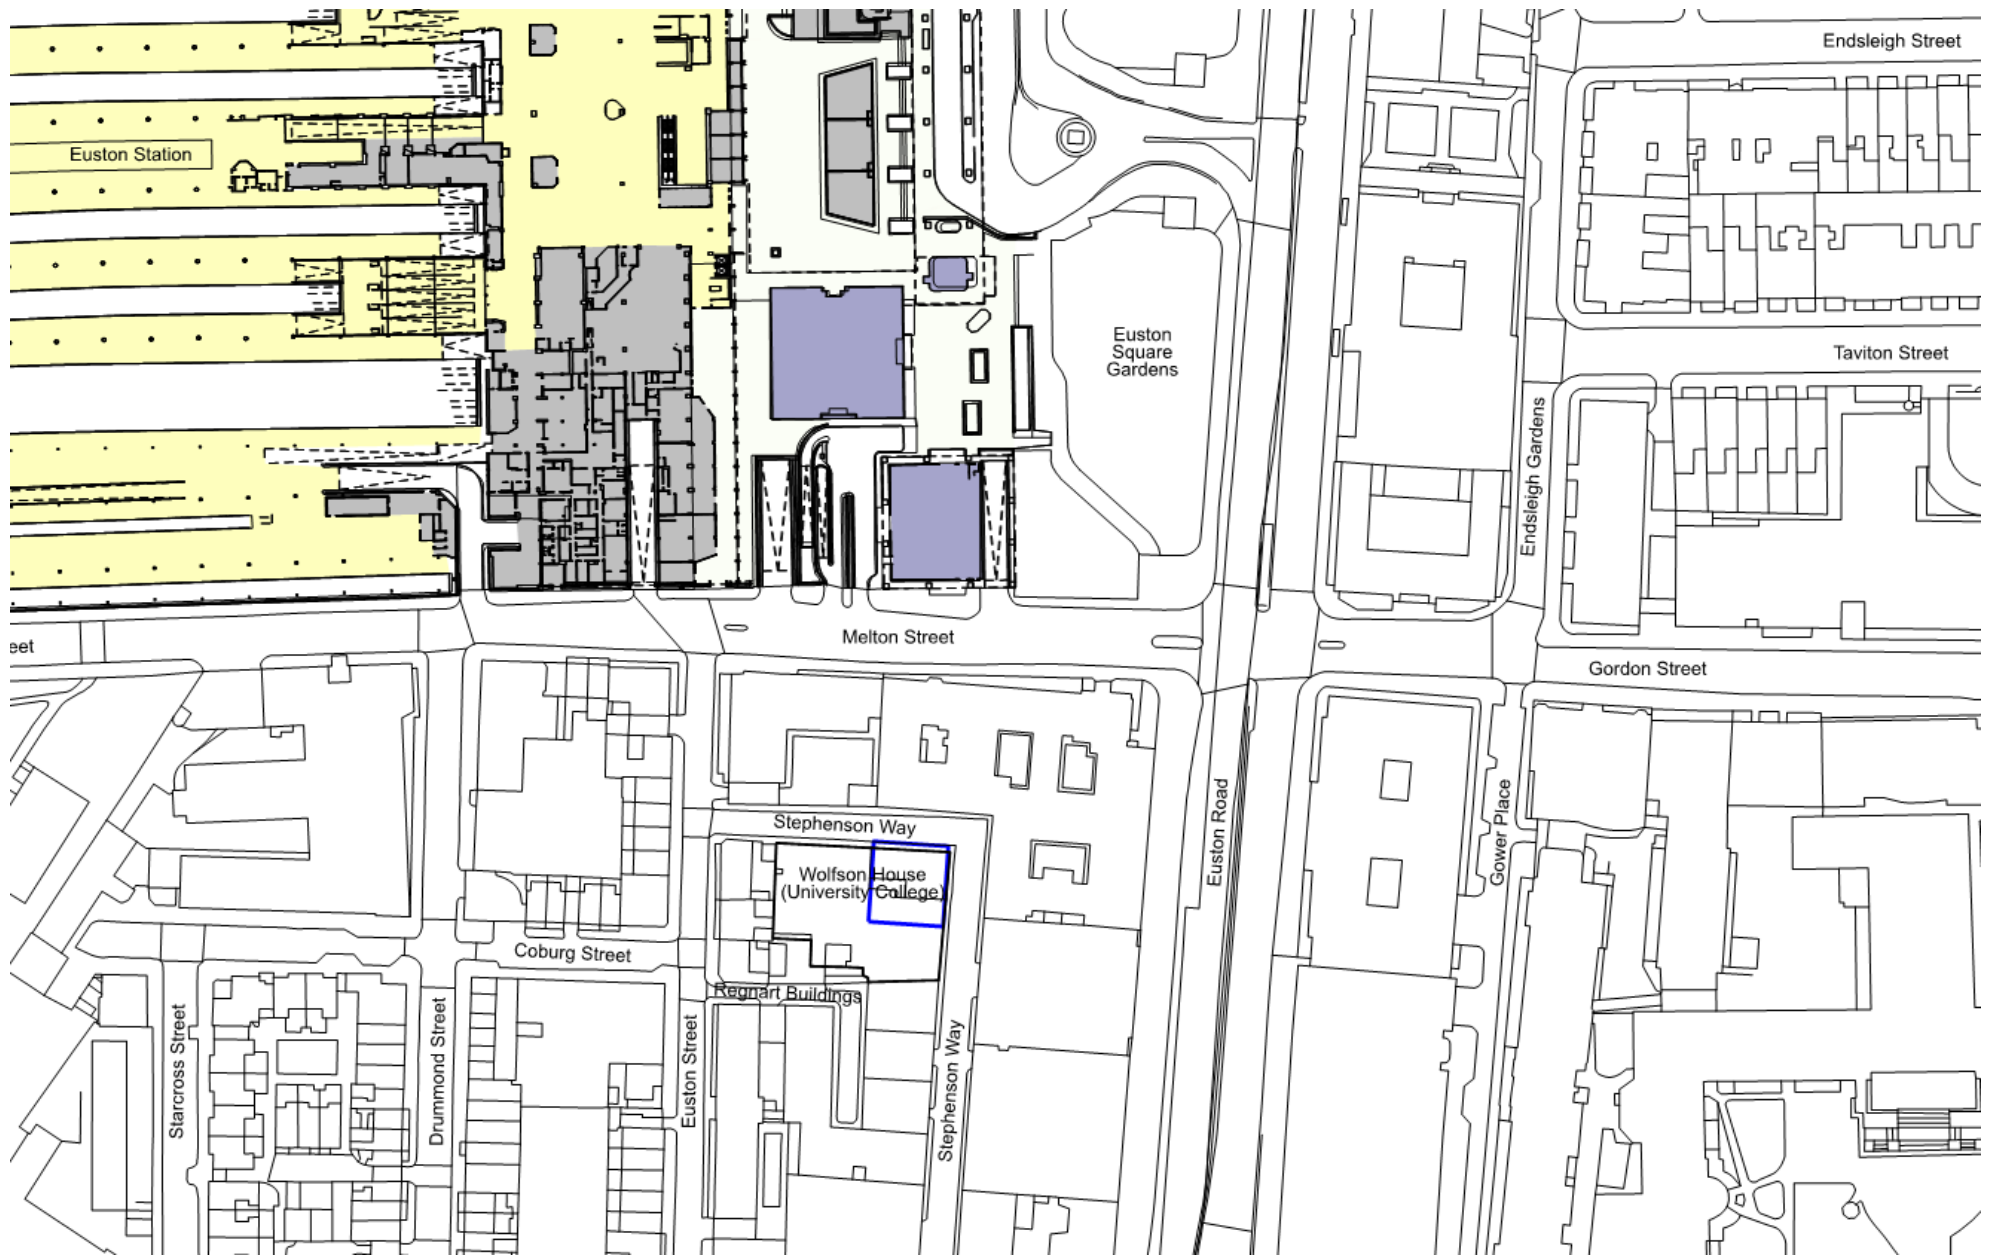 Endsleigh Street
Euston Station
Euston
Square
Gardens
Taviton Street
Endsleigh Gardens
eet
Melton Street
Gordon Street
Stephenson Way
Euston Road
Gower Place
Wolfson House
(University College)
Coburg Street
Regnart Buildings
Starcross Street
Drummond Street
Euston Street
Stephenson Way